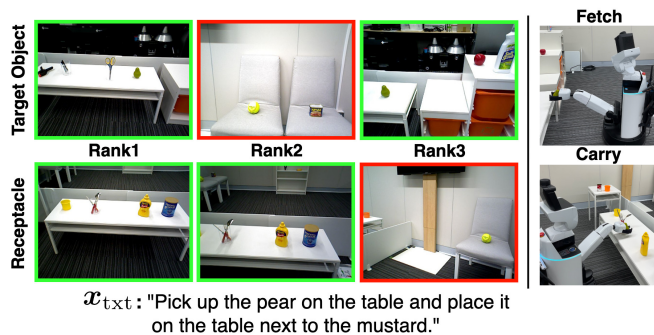 Fetch
Target Object
Rank1 Rank2 Rank3
Carry
Receptacle
x_txt : "Pick up the pear on the table and place it
on the table next to the mustard."